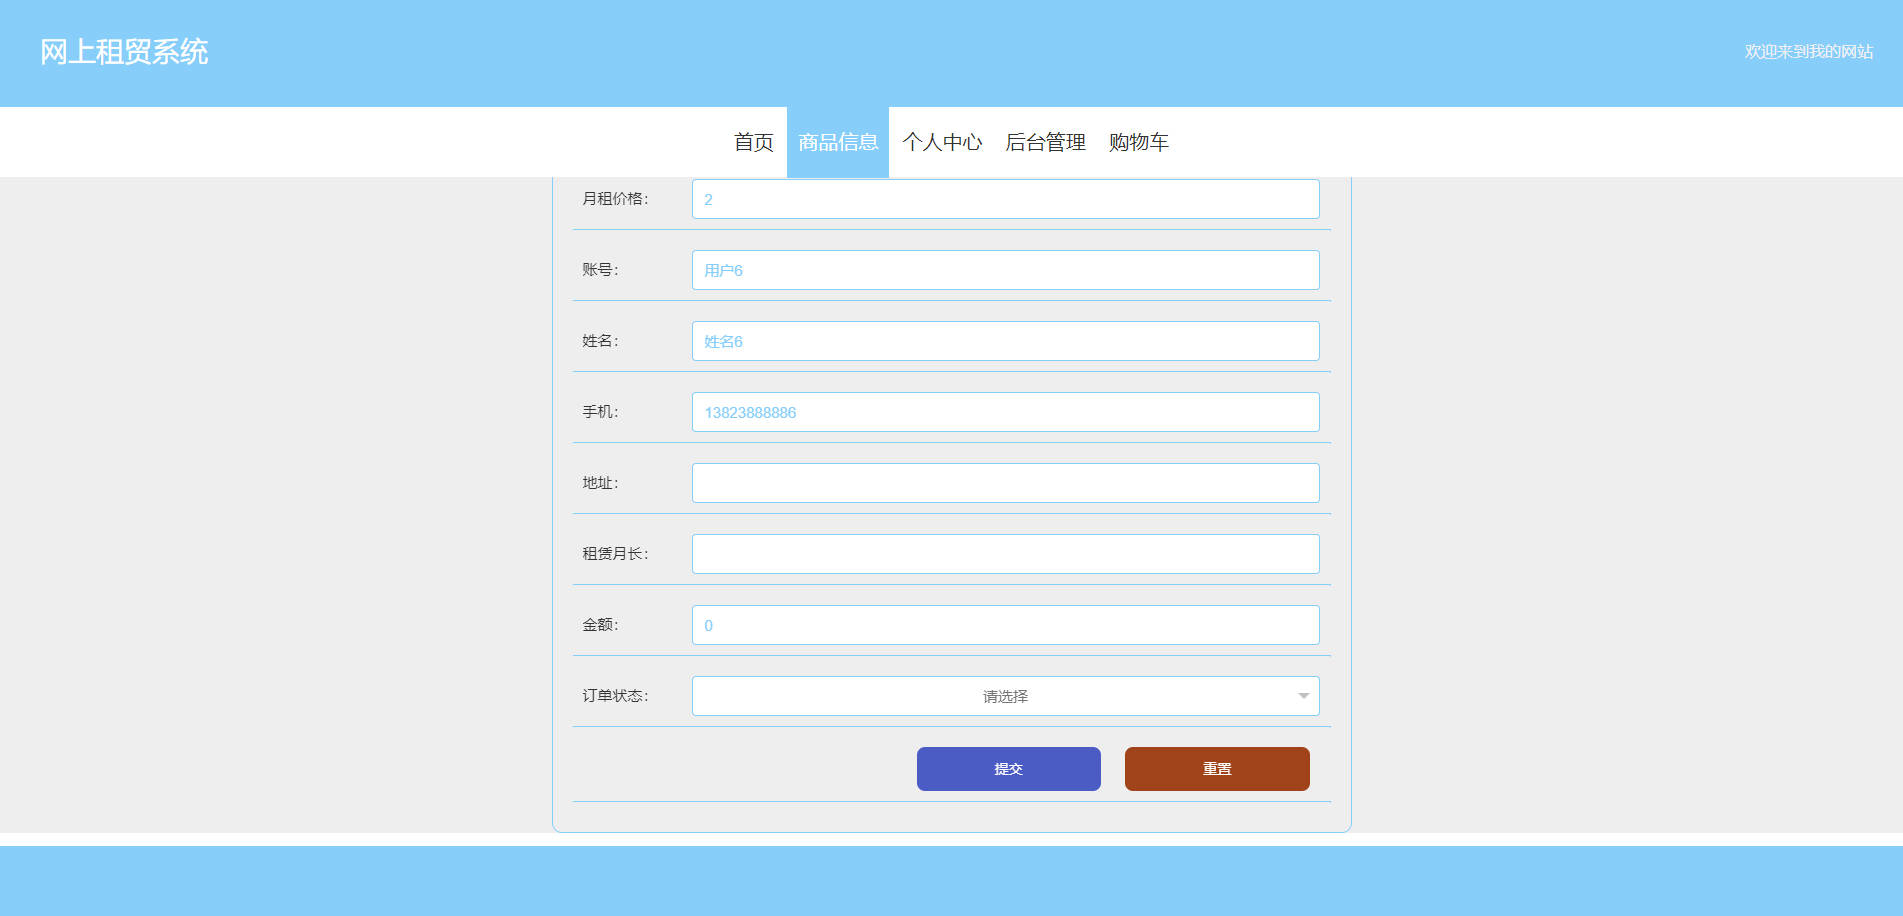 网上租贸系统
欢迎来到我的网站
首页 商品信息 个人中心 后台管理 购物车
月租价格： 2
账号： 用户6
姓名： 姓名6
手机： 13823888886
地址：
租赁月长：
金额： 0
订单状态： 请选择
提交 重置